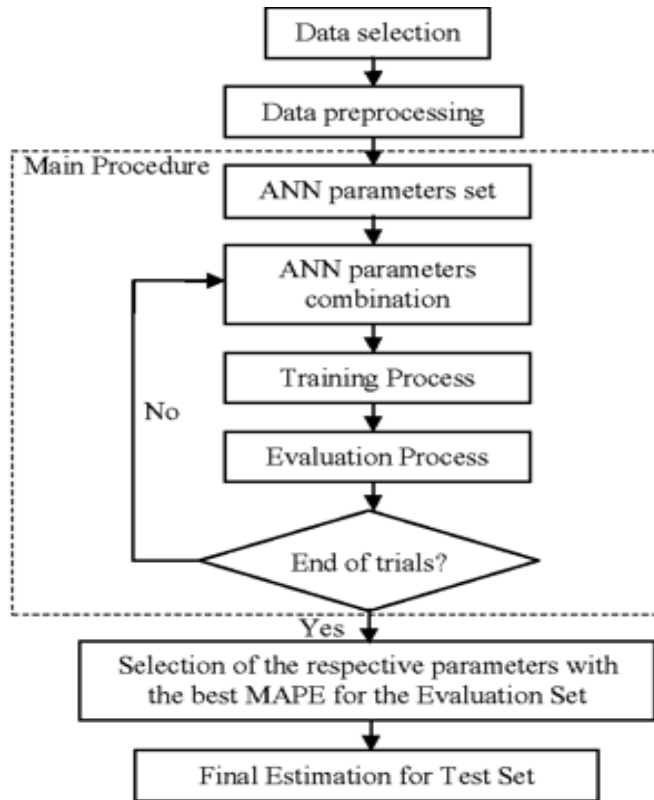 Data selection
Data preprocessing
Main Procedure
ANN parameters set
ANN parameters
combination
Training Process
No
Evaluation Process
End of trials?
Yes
Selection of the respective parameters with
the best MAPE for the Evaluation Set
Final Estimation for Test Set